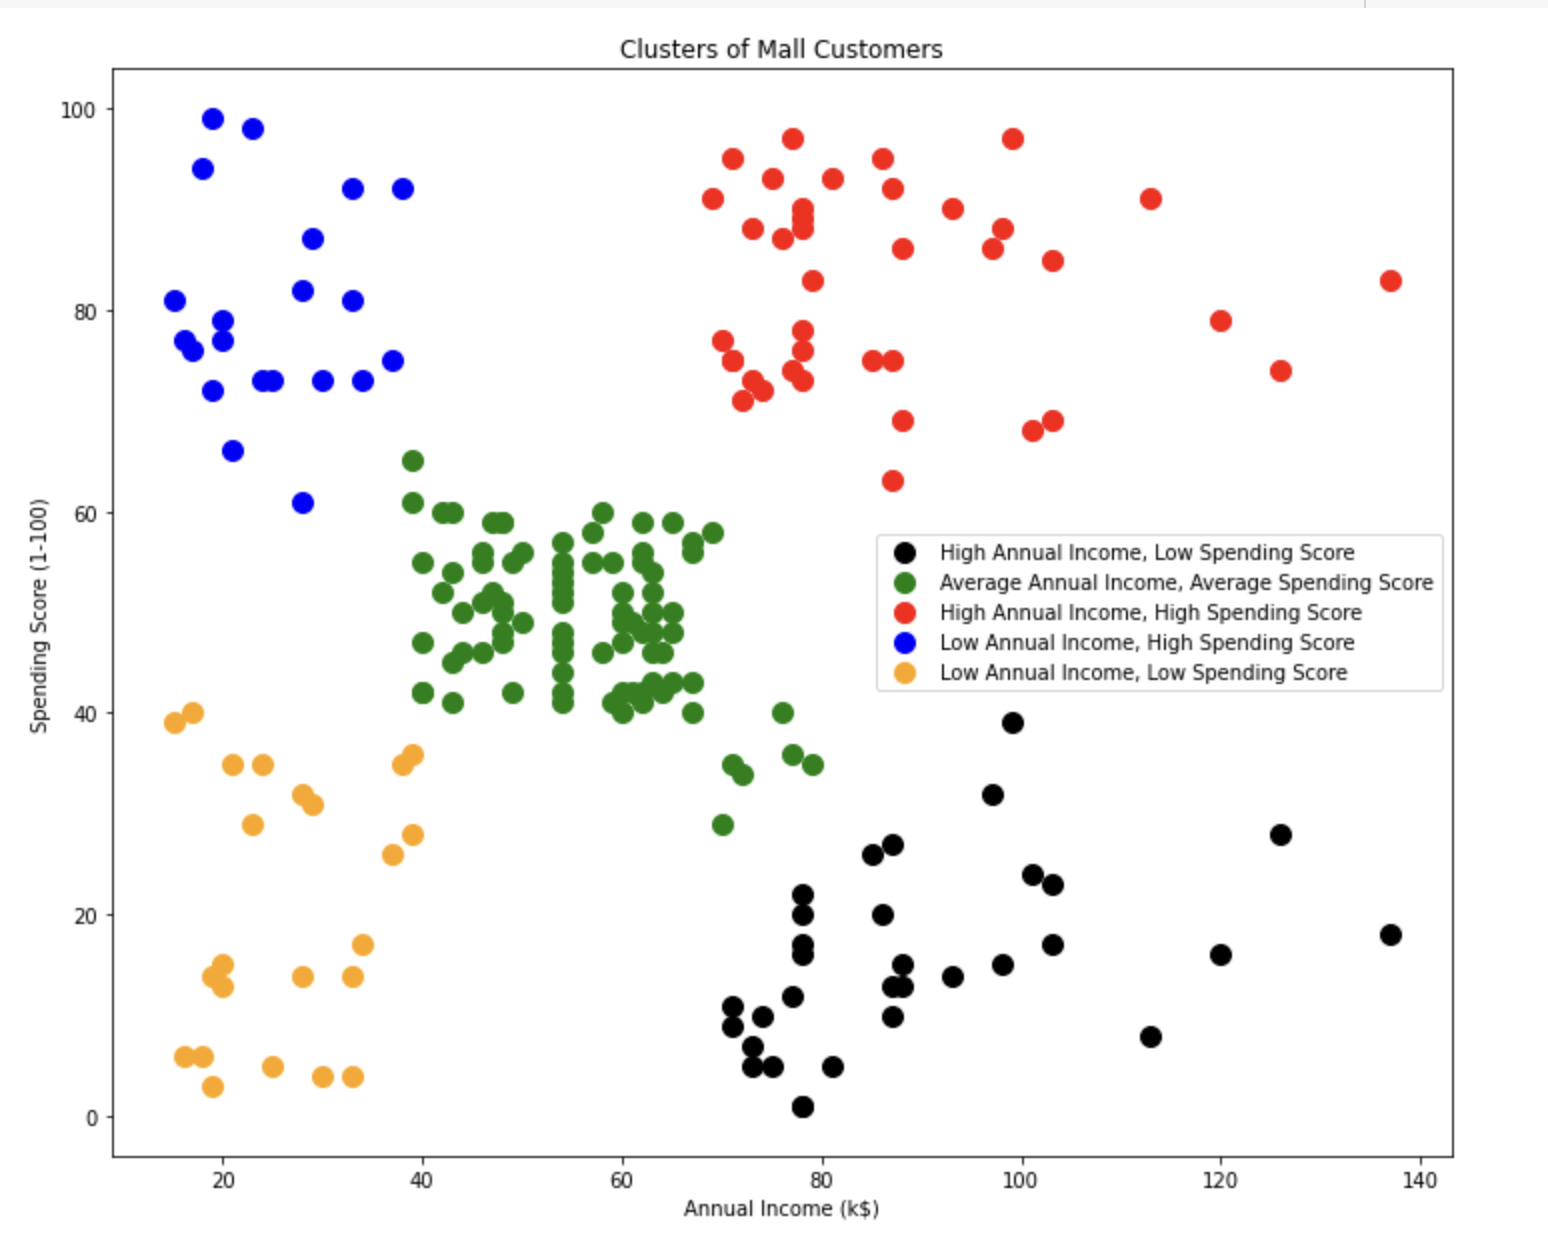 Clusters of Mall Customers
100
80
60
40
20
0
Spending Score (1-100)
High Annual Income, Low Spending Score
Average Annual Income, Average Spending Score
High Annual Income, High Spending Score
Low Annual Income, High Spending Score
Low Annual Income, Low Spending Score
20 40 60 80 100 120 140
Annual Income (k$)